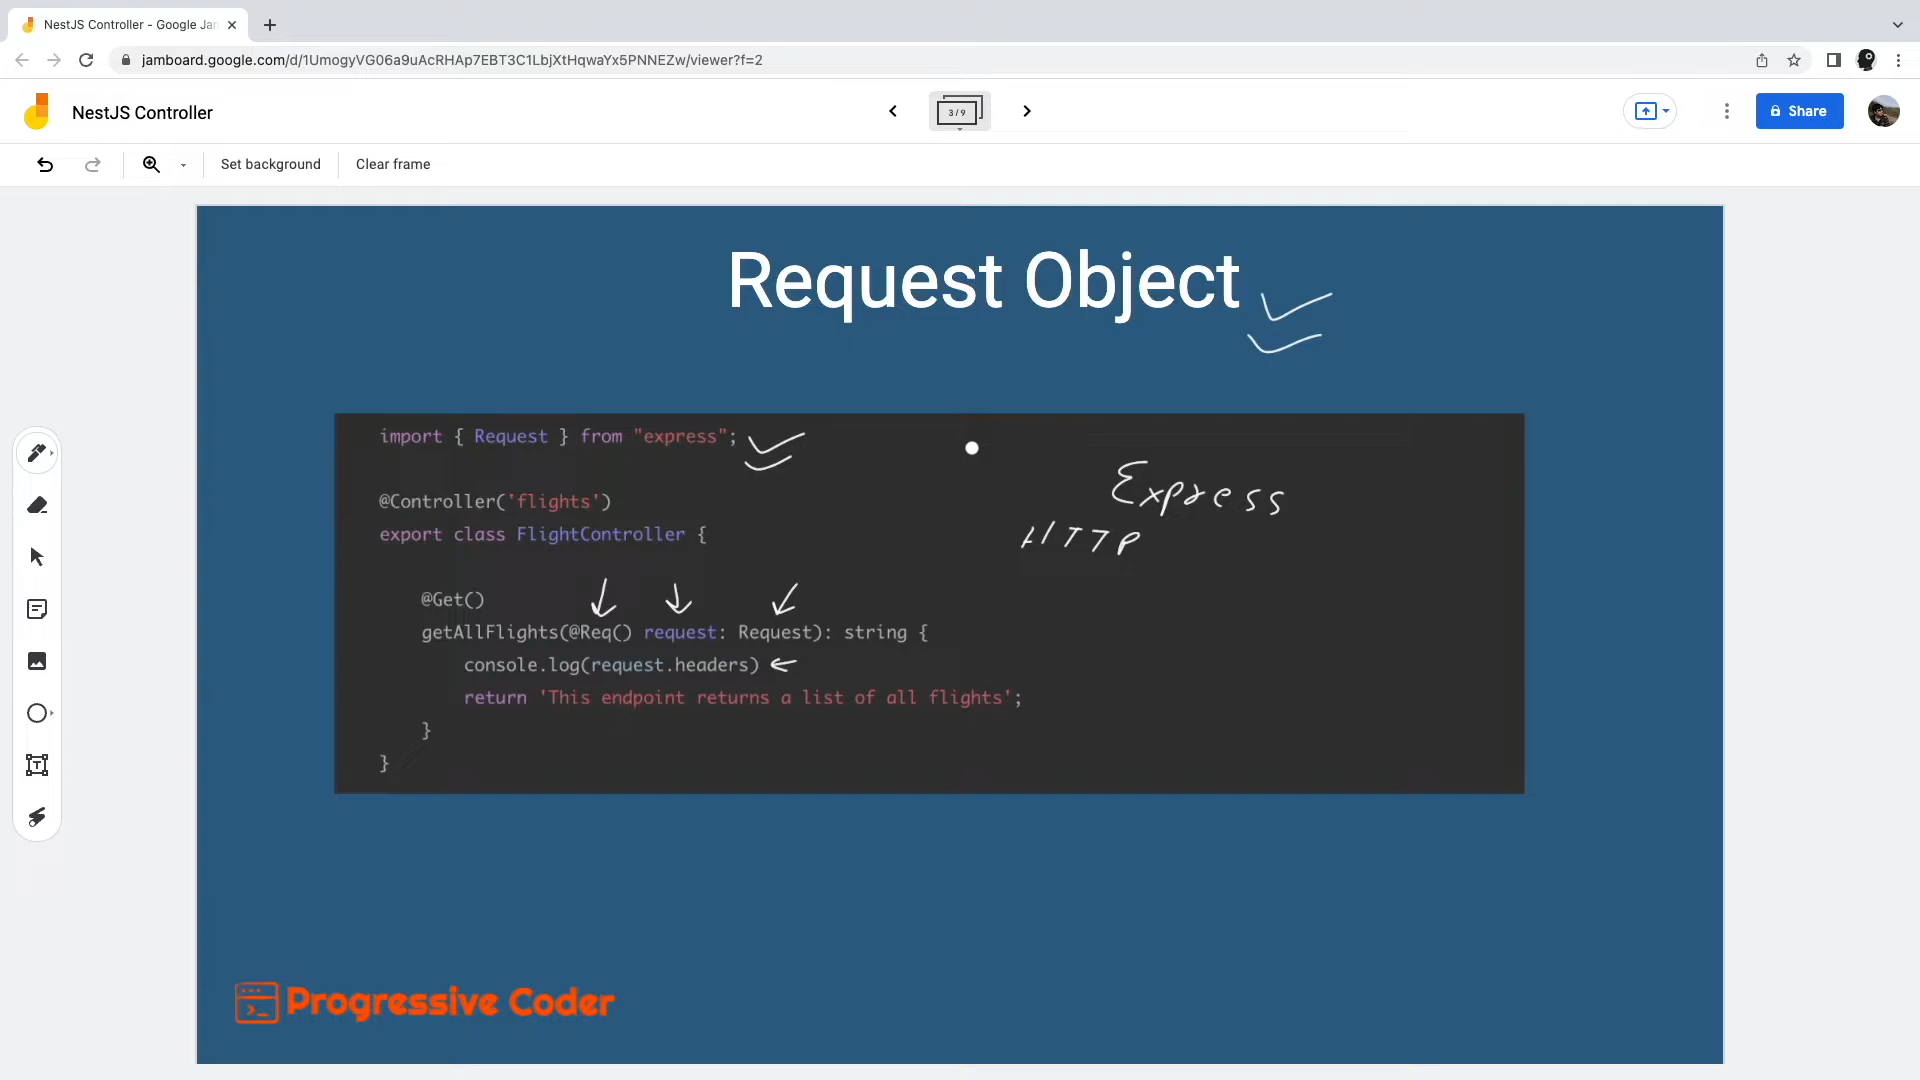 NestJS Controller - Google Jan
jamboard.google.com/d/1UmogyVG06a9uAcRHAp7EBT3C1LbjXtHqwaYx5PNNEZw/viewer?f=2
NestJS Controller
3 / 9
Share
Set background
Clear frame
Request Object
import { Request } from "express";
Express
@Controller('flights')
export class FlightController {
HTTP
@Get()
getAllFlights(@Req() request: Request): string {
console.log(request.headers)
return 'This endpoint returns a list of all flights';
}
}
Progressive Coder